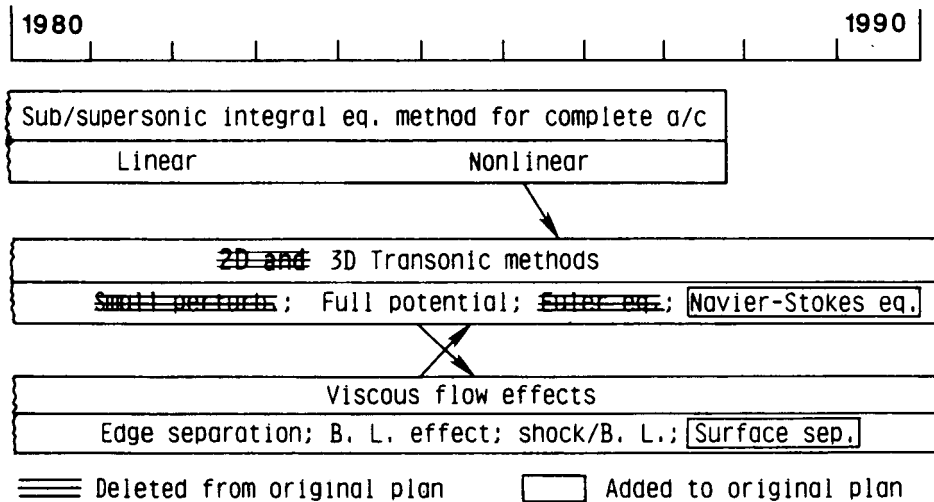 1980 1990
Sub/supersonic integral eq. method for complete a/c
Linear Nonlinear
2D and 3D Transonic methods
Small perturb.; Full potential; Euler eq.; Navier-Stokes eq.
Viscous flow effects
Edge separation; B. L. effect; shock/B. L.; Surface sep.
Deleted from original plan Added to original plan